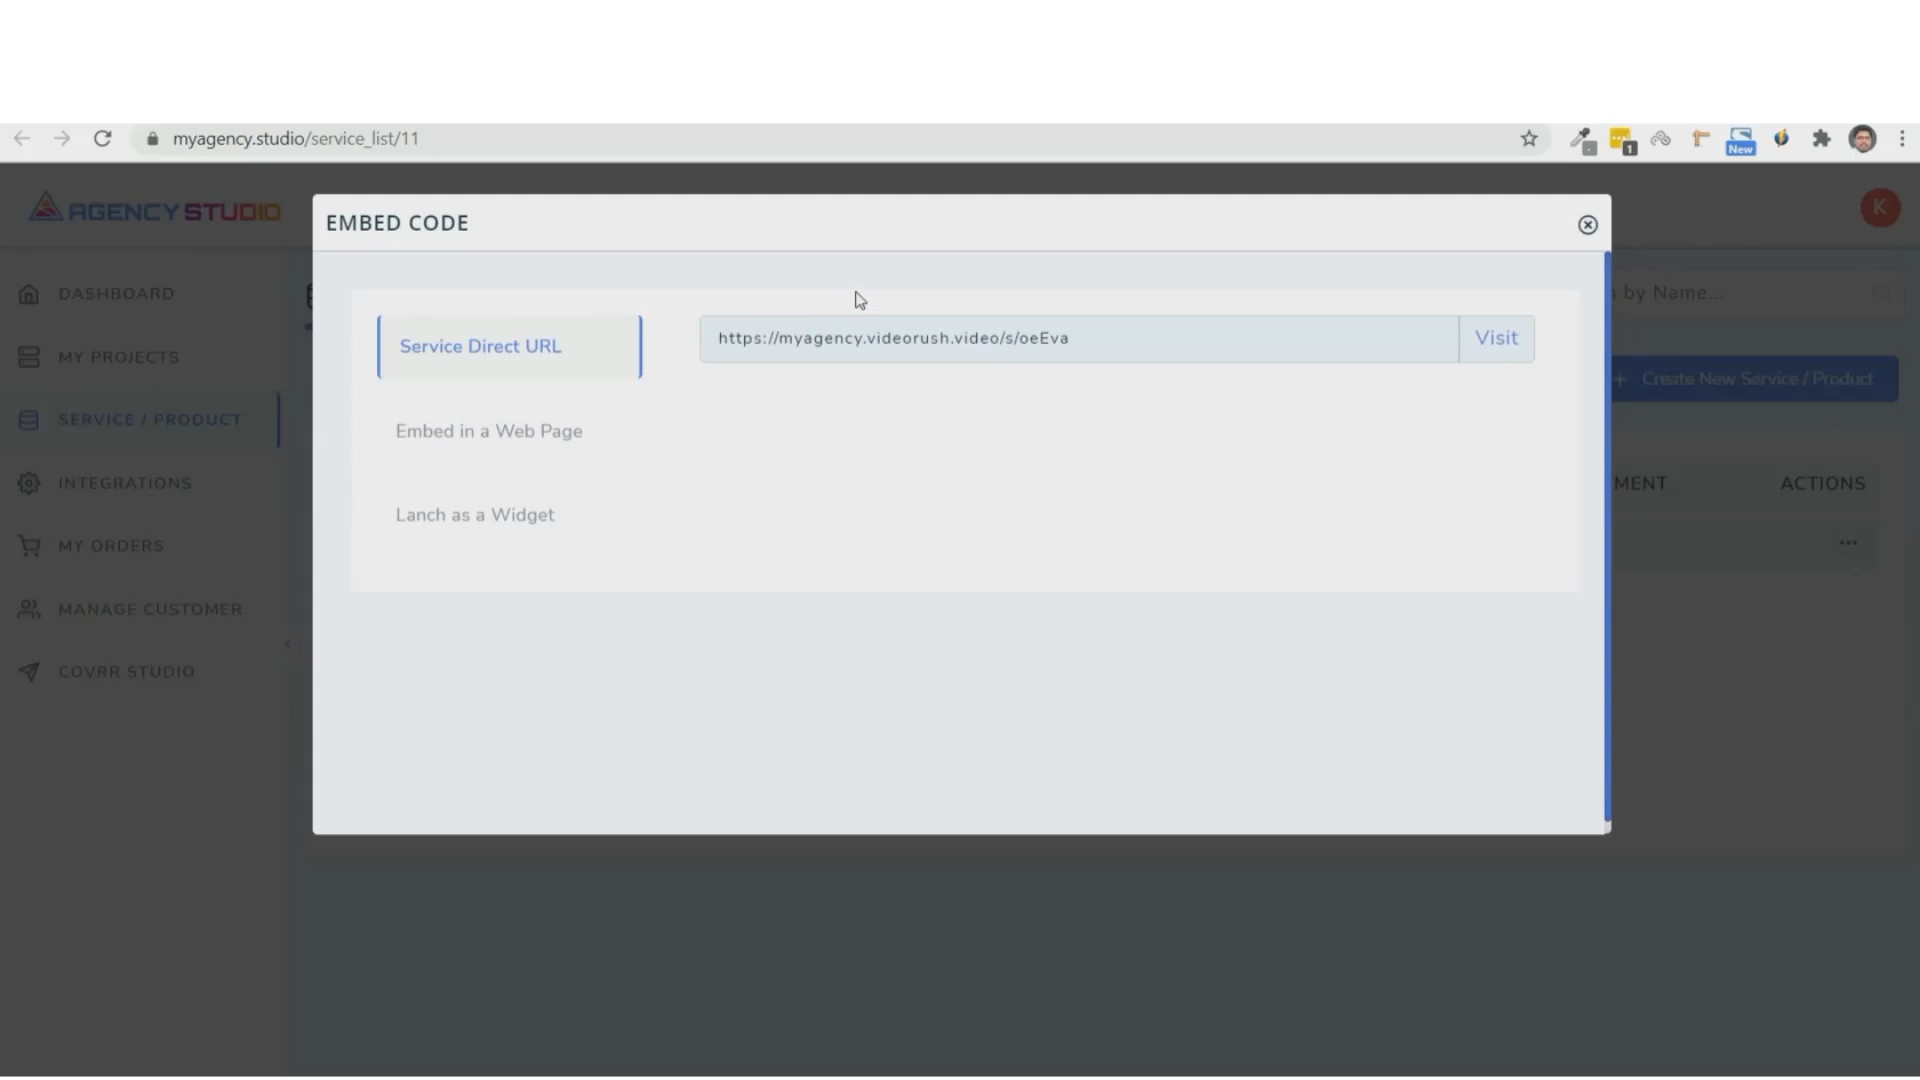 myagency.studio/service_list/11
1
New
AGENCY STUDIO
K
EMBED CODE
DASHBOARD
MY PROJECTS
SERVICE / PRODUCT
INTEGRATIONS
MY ORDERS
MANAGE CUSTOMER
COVRR STUDIO
Service Direct URL
https://myagency.videorush.video/s/oeEva
Visit
Embed in a Web Page
Lanch as a Widget
by Name...
+ Create New Service / Product
MENT
ACTIONS